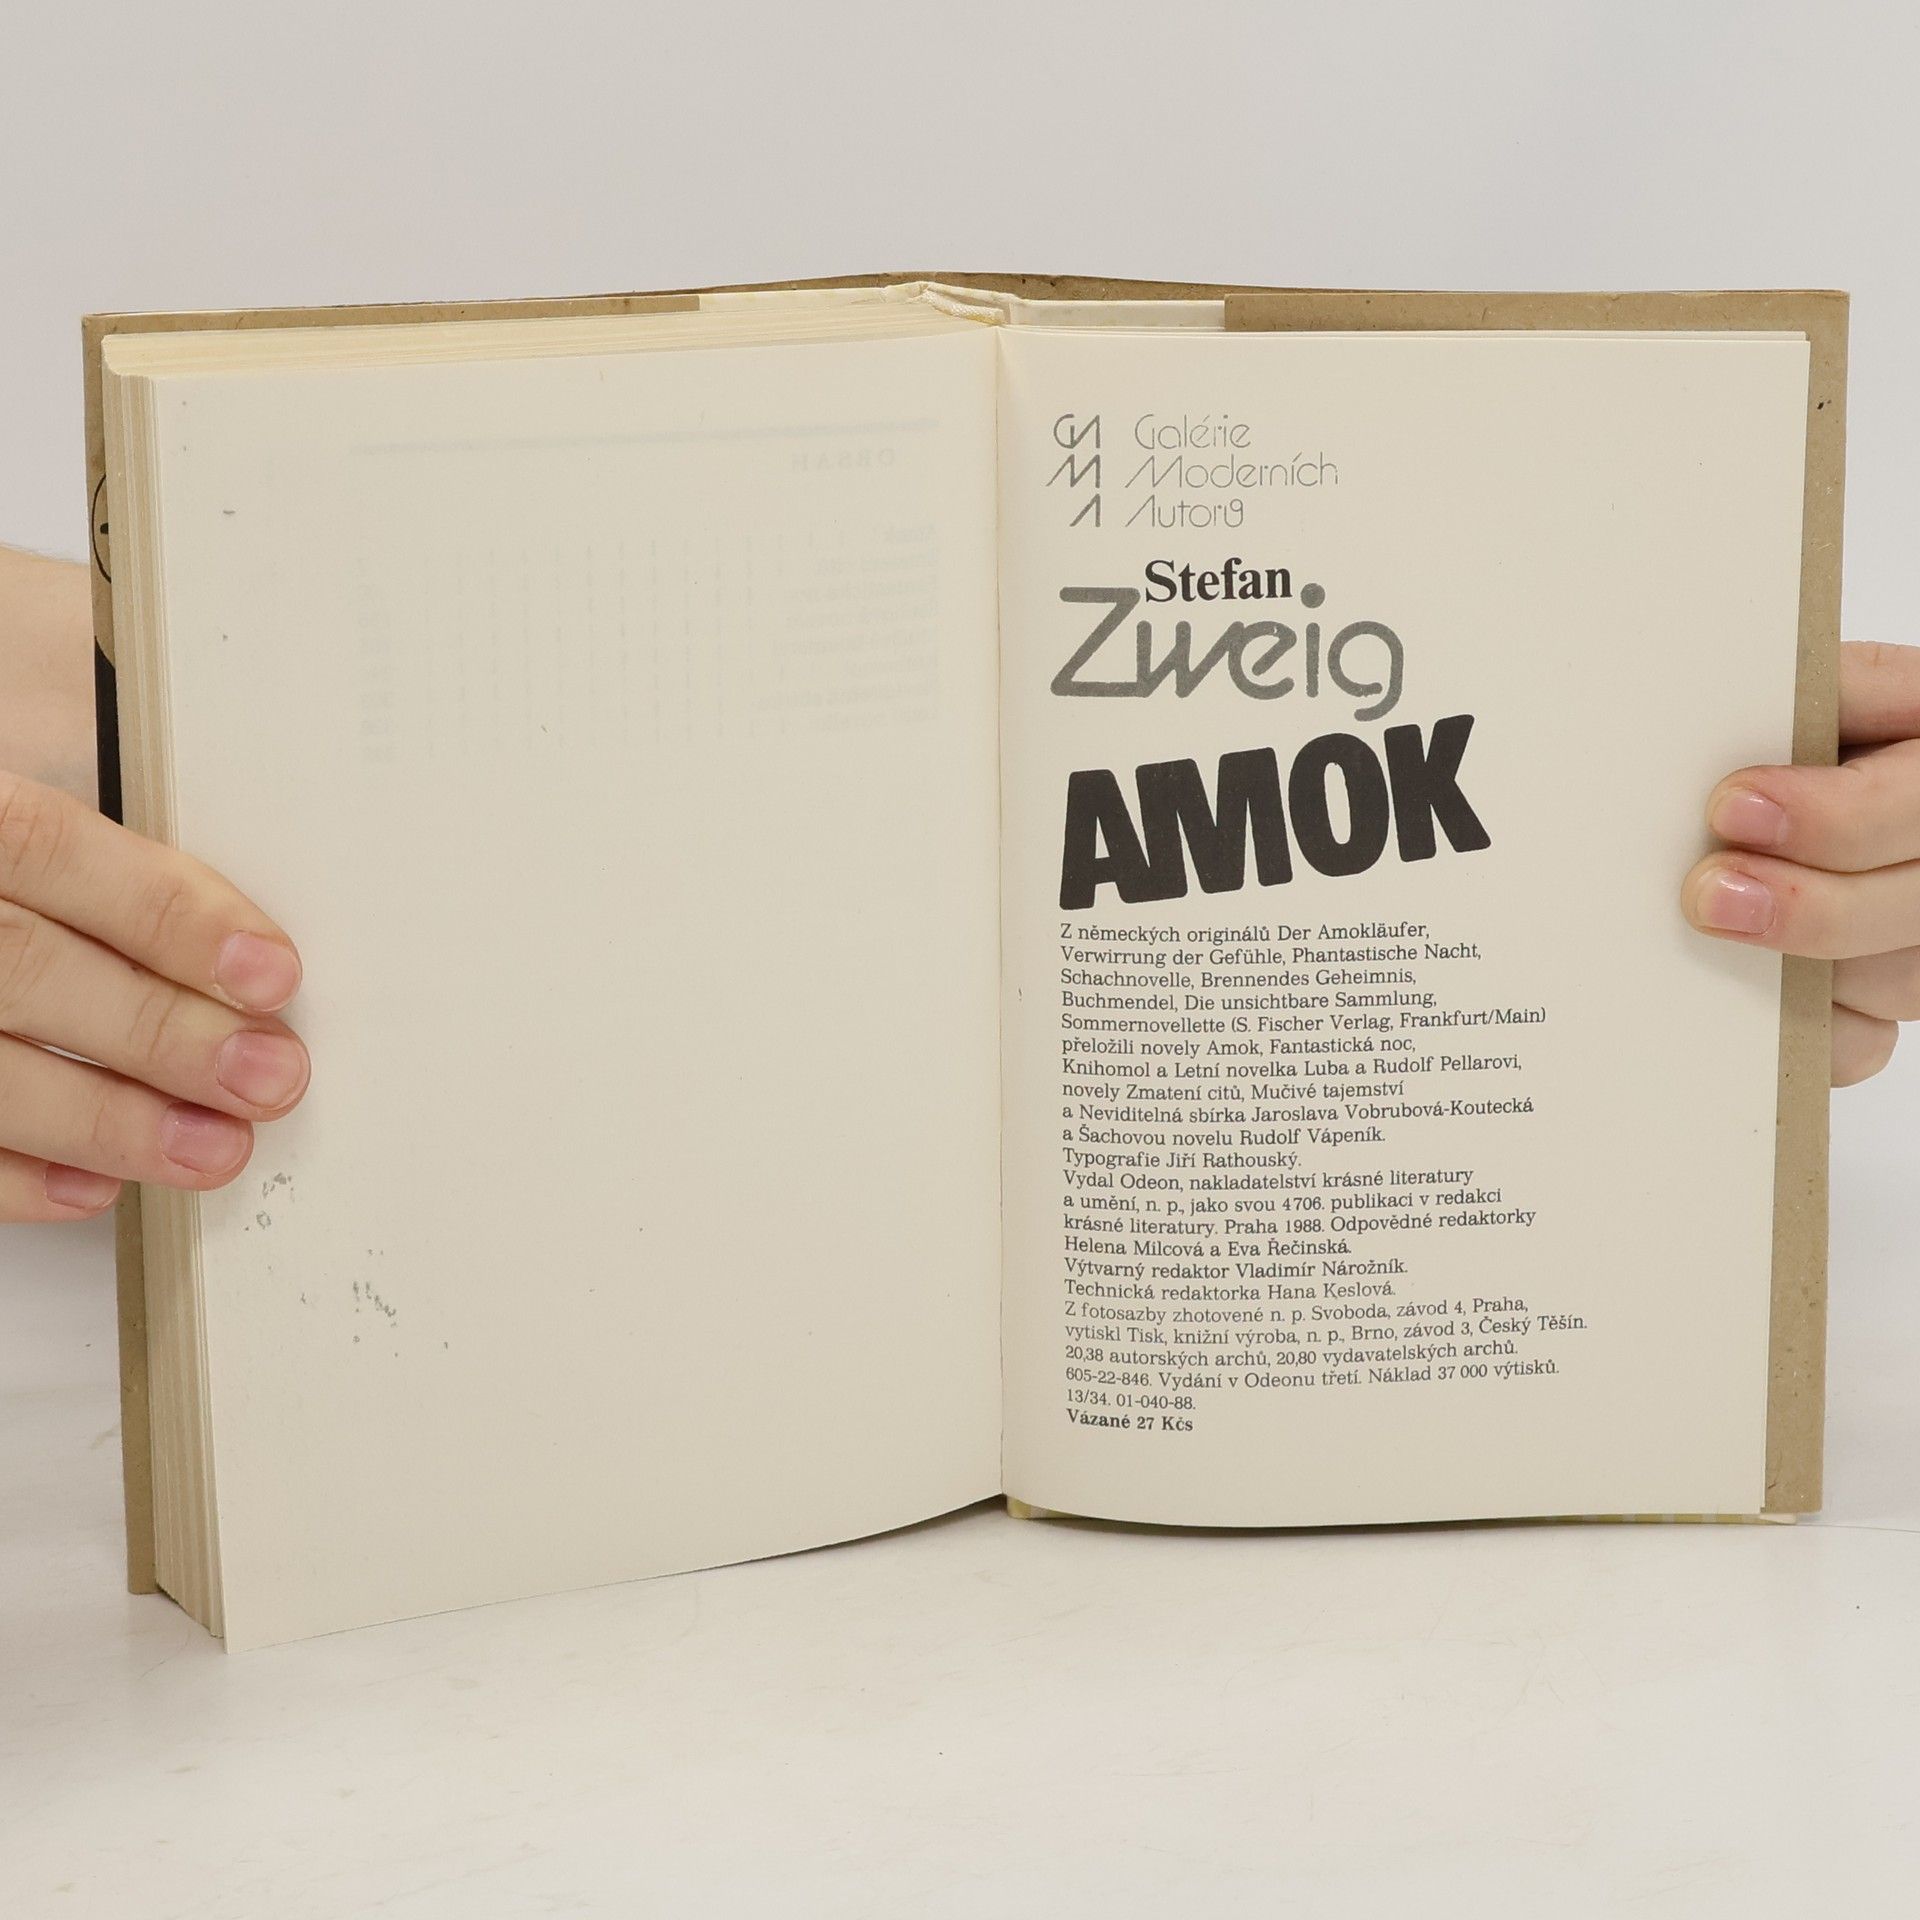 G Galérie
M Moderních
A Autorů
Stefan
Zweig
AMOK
Z německých originálů Der Amokläufer,
Verwirrung der Gefühle, Phantastische Nacht,
Schachnovelle, Brennendes Geheimnis,
Buchmendel, Die unsichtbare Sammlung,
Sommernovellette (S. Fischer Verlag, Frankfurt/Main)
přeložili novely Amok, Fantastická noc,
Knihomol a Letní novelka Luba a Rudolf Pellarovi,
novely Zmatení citů, Mučivé tajemství
a Neviditelná sbírka Jaroslava Vobrubová-Koutecká
a Šachovou novelu Rudolf Vápeník.
Typografie Jiří Rathouský.
Vydal Odeon, nakladatelství krásné literatury
a umění, n. p., jako svou 4706. publikaci v redakci
krásné literatury. Praha 1988. Odpovědné redaktorky
Helena Milcová a Eva Řečinská.
Výtvarný redaktor Vladimír Nárožník.
Technická redaktorka Hana Keslová.
Z fotosazby zhotovené n. p. Svoboda, závod 4, Praha,
vytiskl Tisk, knižní výroba, n. p., Brno, závod 3, Český Těšín.
20,38 autorských archů, 20,80 vydavatelských archů.
605-22-846. Vydání v Odeonu třetí. Náklad 37 000 výtisků.
13/34. 01-040-88.
Vázané 27 Kčs